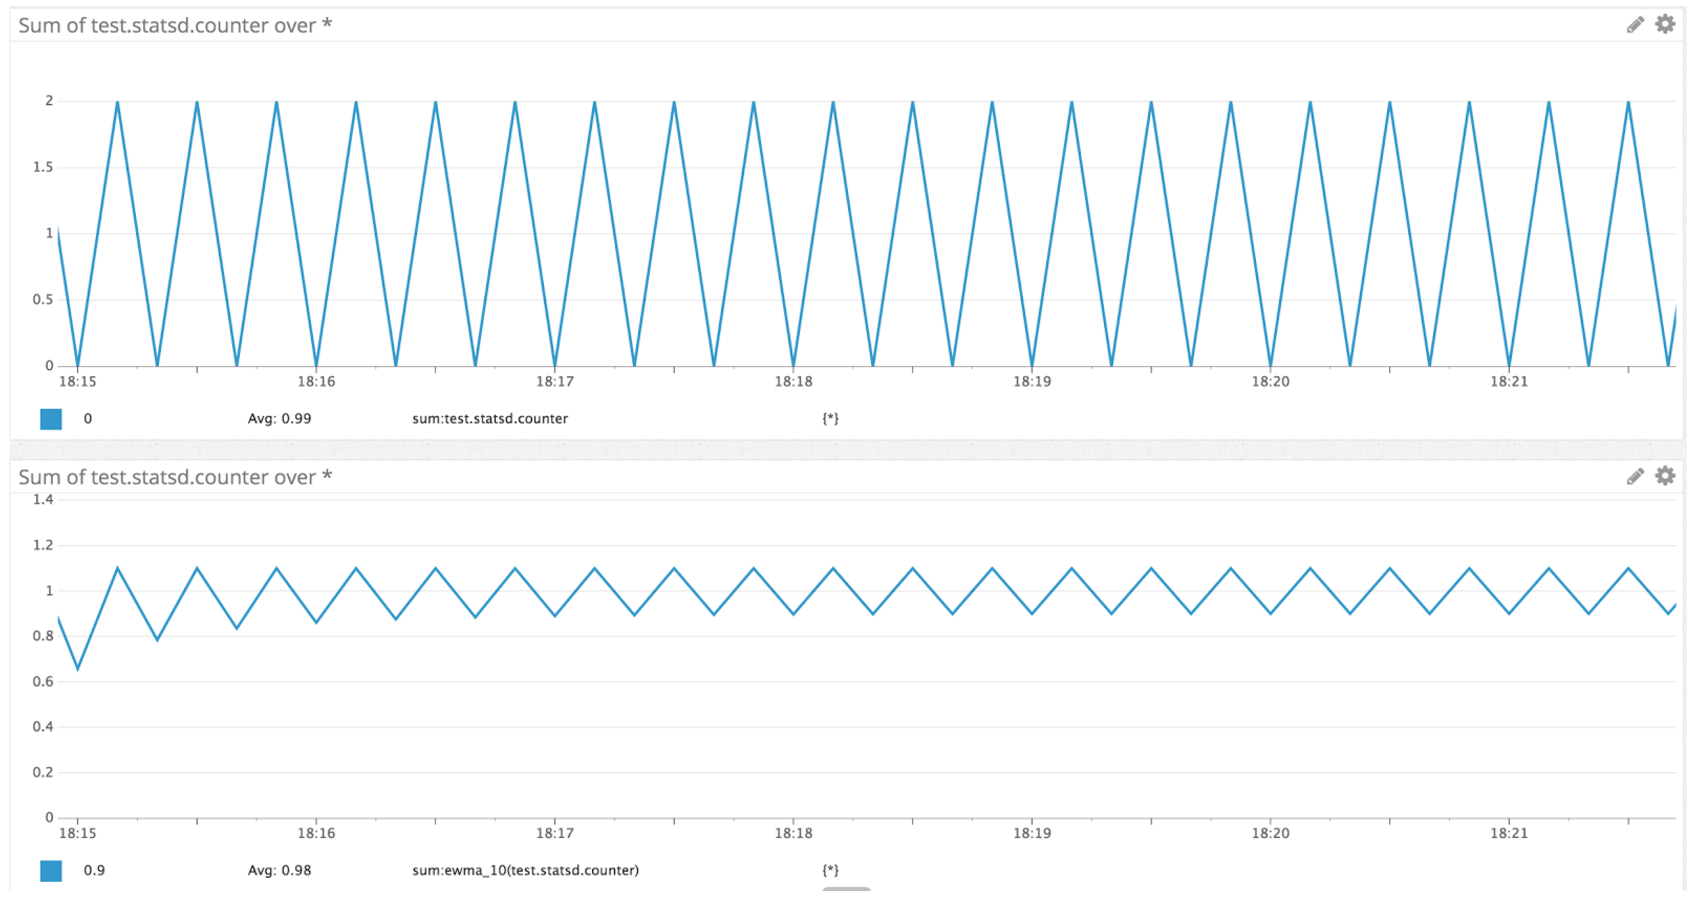 Sum of test.statsd.counter over *
2
1.5
1
0.5
0
18:15 18:16 18:17 18:18 18:19 18:20 18:21
0 Avg: 0.99 sum:test.statsd.counter {*}
Sum of test.statsd.counter over *
1.4
1.2
1
0.8
0.6
0.4
0.2
0
18:15 18:16 18:17 18:18 18:19 18:20 18:21
0.9 Avg: 0.98 sum:ewma_10(test.statsd.counter) {*}